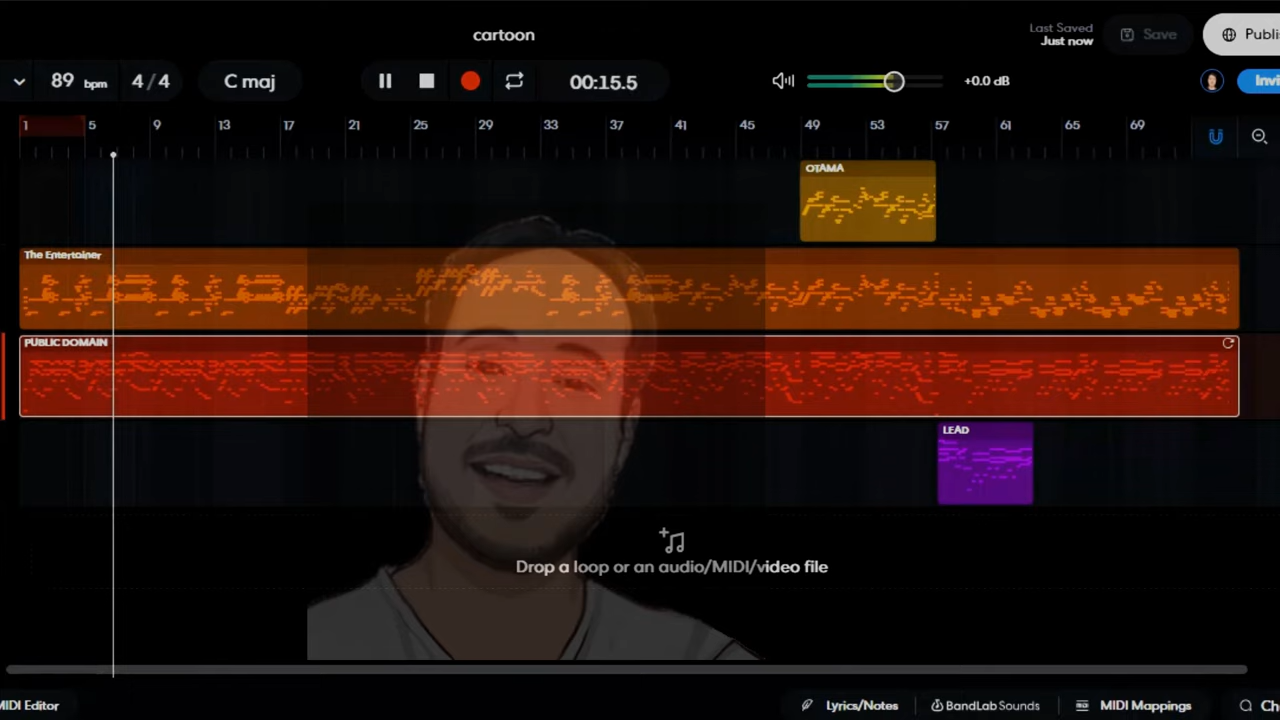 cartoon
Last Saved
Just now
Save
Publi
89 bpm
4/4
C maj
00:15.5
+0.0 dB
Invi
1 5 9 13 17 21 25 29 33 37 41 45 49 53 57 61 65 69
OTAMA
The Entertainer
PUBLIC DOMAIN
LEAD
Drop a loop or an audio/MIDI/video file
MIDI Editor
Lyrics/Notes
BandLab Sounds
MIDI Mappings
Ch